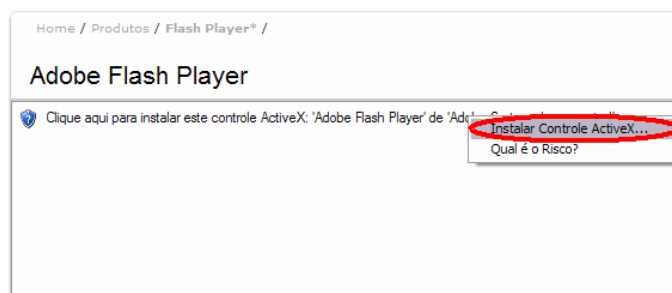 Home / Produtos / Flash Player* /
Adobe Flash Player
Clique aqui para instalar este controle ActiveX: 'Adobe Flash Player' de
Instalar Controle ActiveX...
Qual é o Risco?